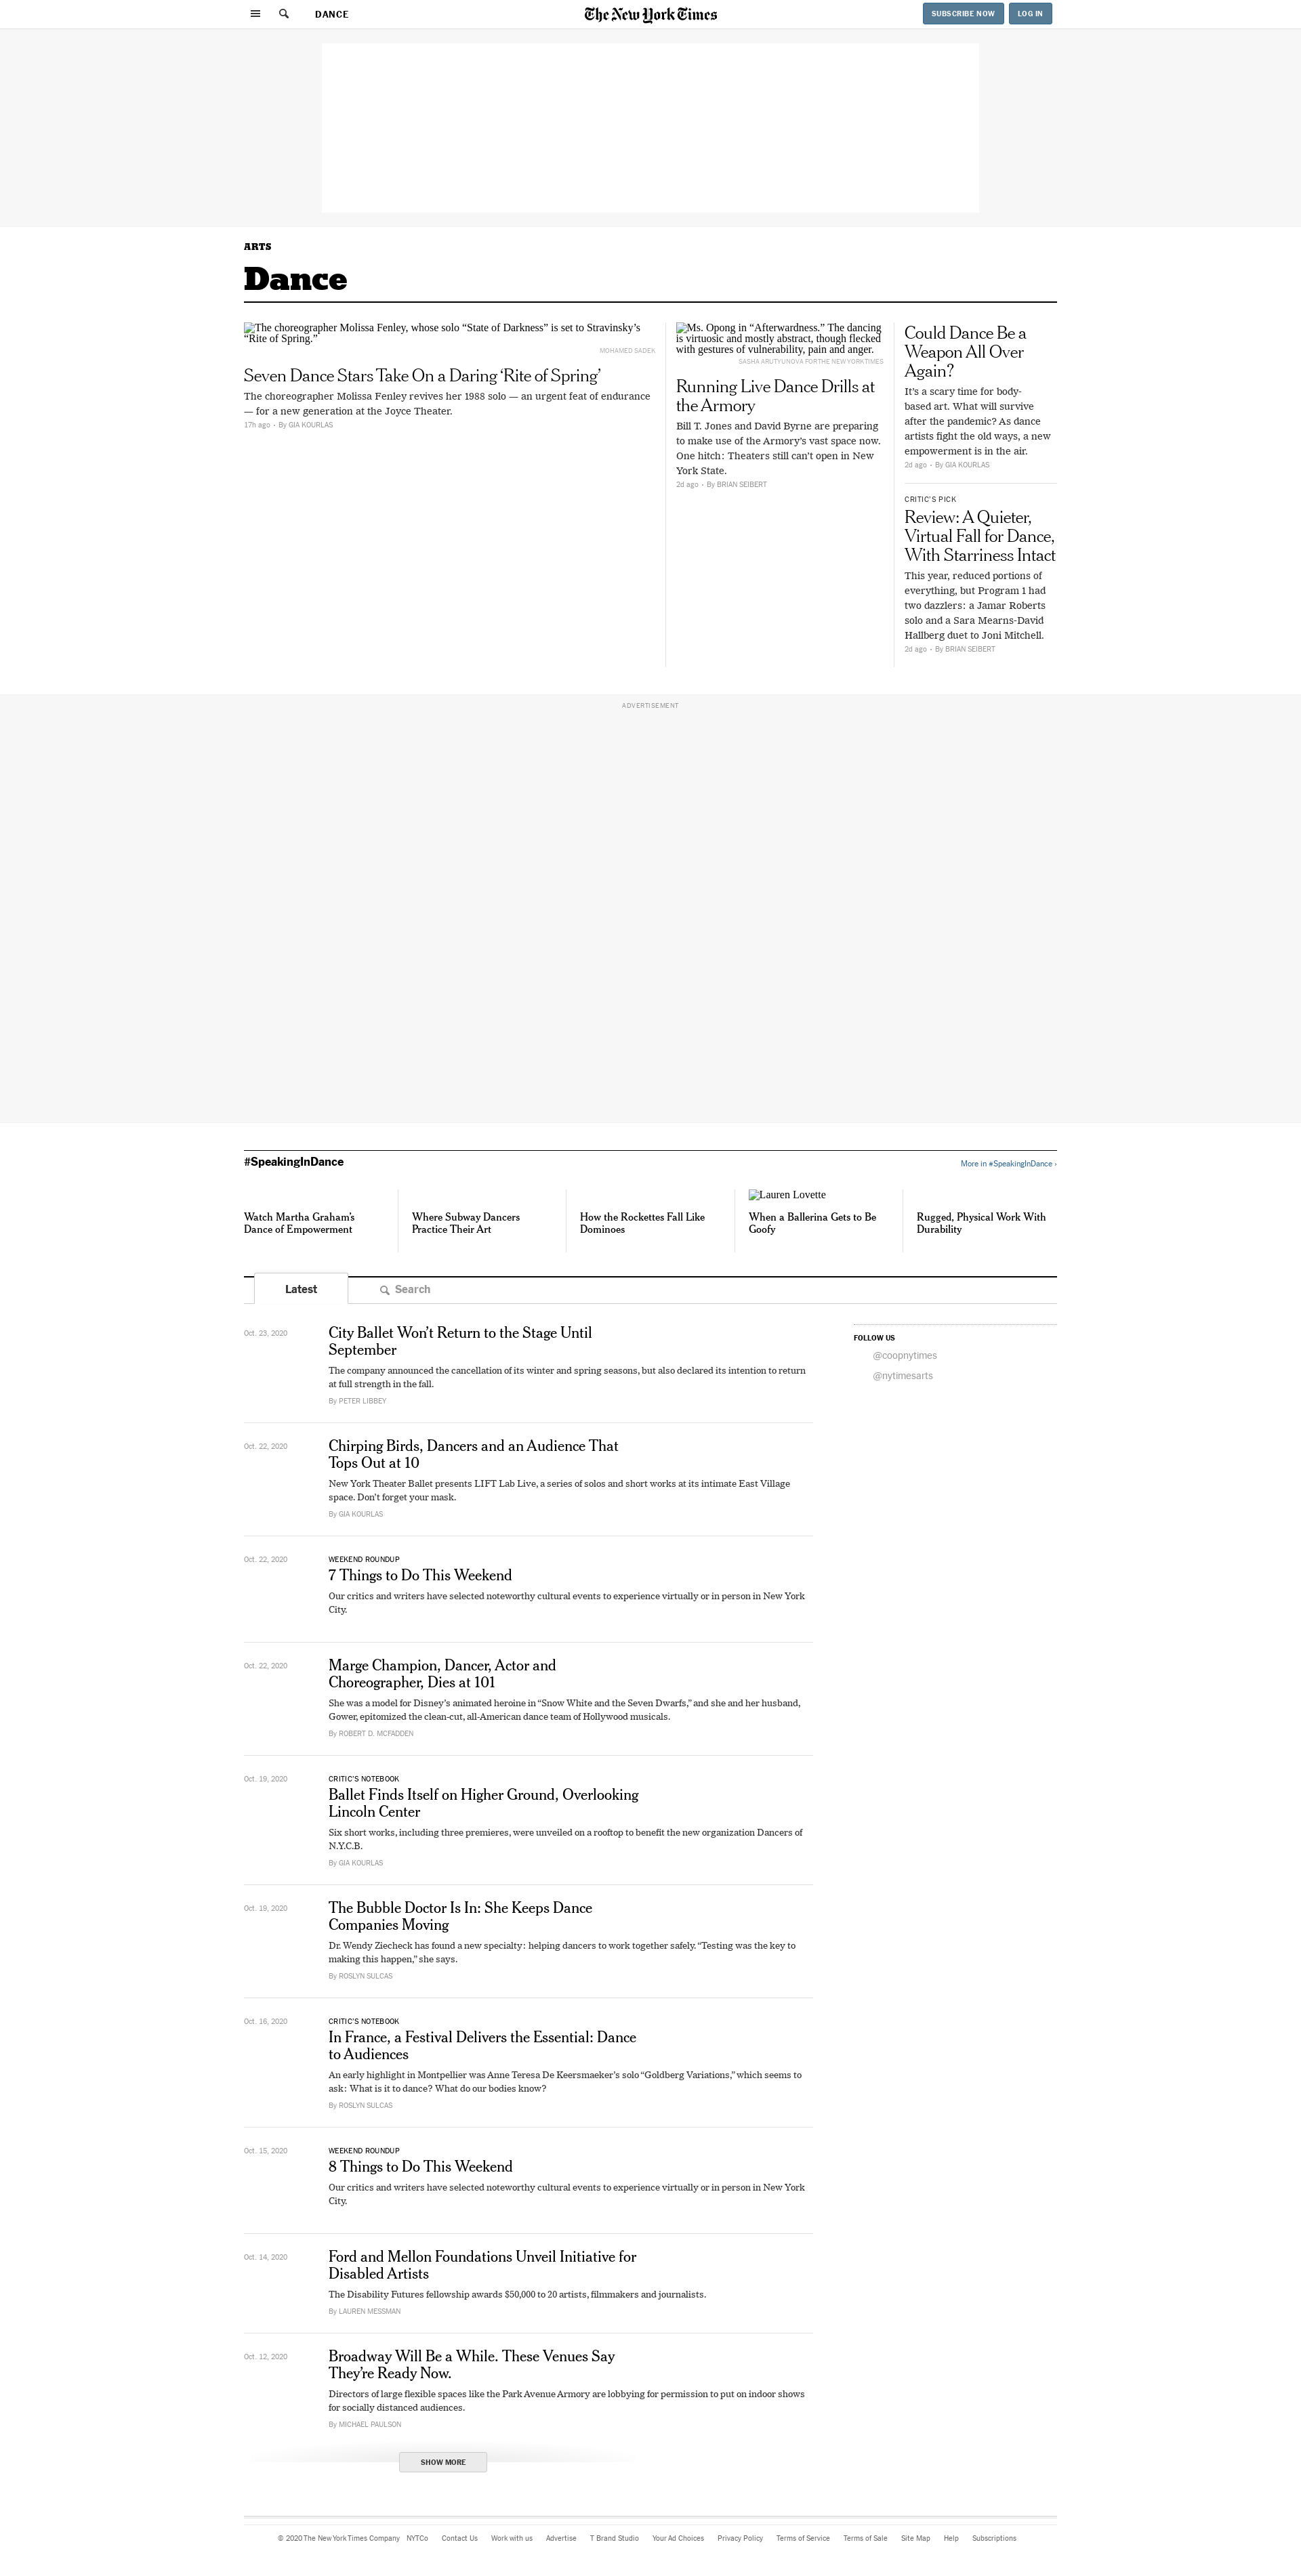 DANCE
The New York Times
SUBSCRIBE NOW
LOG IN
ARTS
Dance
The choreographer Molissa Fenley, whose solo “State of Darkness” is set to Stravinsky’s
“Rite of Spring.”
MOHAMED SADEK
Seven Dance Stars Take On a Daring ‘Rite of Spring’
The choreographer Molissa Fenley revives her 1988 solo — an urgent feat of endurance
— for a new generation at the Joyce Theater.
17h ago • By GIA KOURLAS
Ms. Opong in “Afterwardness.” The dancing
is virtuosic and mostly abstract, though flecked
with gestures of vulnerability, pain and anger.
SASHA ARUTYUNOVA FOR THE NEW YORK TIMES
Running Live Dance Drills at
the Armory
Bill T. Jones and David Byrne are preparing
to make use of the Armory’s vast space now.
One hitch: Theaters still can’t open in New
York State.
2d ago • By BRIAN SEIBERT
Could Dance Be a
Weapon All Over
Again?
It’s a scary time for body-
based art. What will survive
after the pandemic? As dance
artists fight the old ways, a new
empowerment is in the air.
2d ago • By GIA KOURLAS
CRITIC’S PICK
Review: A Quieter,
Virtual Fall for Dance,
With Starriness Intact
This year, reduced portions of
everything, but Program 1 had
two dazzlers: a Jamar Roberts
solo and a Sara Mearns-David
Hallberg duet to Joni Mitchell.
2d ago • By BRIAN SEIBERT
ADVERTISEMENT
#SpeakingInDance
More in #SpeakingInDance ›
Watch Martha Graham’s
Dance of Empowerment
Where Subway Dancers
Practice Their Art
How the Rockettes Fall Like
Dominoes
Lauren Lovette
When a Ballerina Gets to Be
Goofy
Rugged, Physical Work With
Durability
Latest
Search
Oct. 23, 2020
City Ballet Won’t Return to the Stage Until
September
The company announced the cancellation of its winter and spring seasons, but also declared its intention to return
at full strength in the fall.
By PETER LIBBEY
FOLLOW US
@coopnytimes
@nytimesarts
Oct. 22, 2020
Chirping Birds, Dancers and an Audience That
Tops Out at 10
New York Theater Ballet presents LIFT Lab Live, a series of solos and short works at its intimate East Village
space. Don’t forget your mask.
By GIA KOURLAS
Oct. 22, 2020
WEEKEND ROUNDUP
7 Things to Do This Weekend
Our critics and writers have selected noteworthy cultural events to experience virtually or in person in New York
City.
Oct. 22, 2020
Marge Champion, Dancer, Actor and
Choreographer, Dies at 101
She was a model for Disney’s animated heroine in “Snow White and the Seven Dwarfs,” and she and her husband,
Gower, epitomized the clean-cut, all-American dance team of Hollywood musicals.
By ROBERT D. MCFADDEN
Oct. 19, 2020
CRITIC’S NOTEBOOK
Ballet Finds Itself on Higher Ground, Overlooking
Lincoln Center
Six short works, including three premieres, were unveiled on a rooftop to benefit the new organization Dancers of
N.Y.C.B.
By GIA KOURLAS
Oct. 19, 2020
The Bubble Doctor Is In: She Keeps Dance
Companies Moving
Dr. Wendy Ziecheck has found a new specialty: helping dancers to work together safely. “Testing was the key to
making this happen,” she says.
By ROSLYN SULCAS
Oct. 16, 2020
CRITIC’S NOTEBOOK
In France, a Festival Delivers the Essential: Dance
to Audiences
An early highlight in Montpellier was Anne Teresa De Keersmaeker’s solo “Goldberg Variations,” which seems to
ask: What is it to dance? What do our bodies know?
By ROSLYN SULCAS
Oct. 15, 2020
WEEKEND ROUNDUP
8 Things to Do This Weekend
Our critics and writers have selected noteworthy cultural events to experience virtually or in person in New York
City.
Oct. 14, 2020
Ford and Mellon Foundations Unveil Initiative for
Disabled Artists
The Disability Futures fellowship awards $50,000 to 20 artists, filmmakers and journalists.
By LAUREN MESSMAN
Oct. 12, 2020
Broadway Will Be a While. These Venues Say
They’re Ready Now.
Directors of large flexible spaces like the Park Avenue Armory are lobbying for permission to put on indoor shows
for socially distanced audiences.
By MICHAEL PAULSON
SHOW MORE
© 2020 The New York Times Company NYTCo Contact Us Work with us Advertise T Brand Studio Your Ad Choices Privacy Policy Terms of Service Terms of Sale Site Map Help Subscriptions